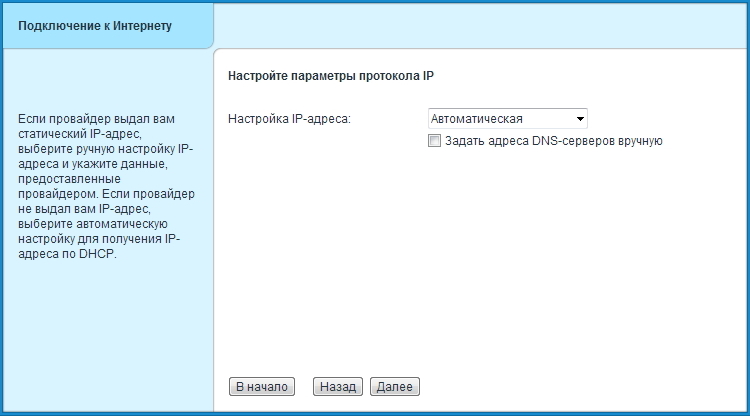 Подключение к Интернету
Настройте параметры протокола IP
Если провайдер выдал вам
статический IP-адрес,
выберите ручную настройку IP-
адреса и укажите данные,
предоставленные
провайдером. Если провайдер
не выдал вам IP-адрес,
выберите автоматическую
настройку для получения IP-
адреса по DHCP.
Настройка IP-адреса:
Автоматическая
Задать адреса DNS-серверов вручную
В начало
Назад
Далее